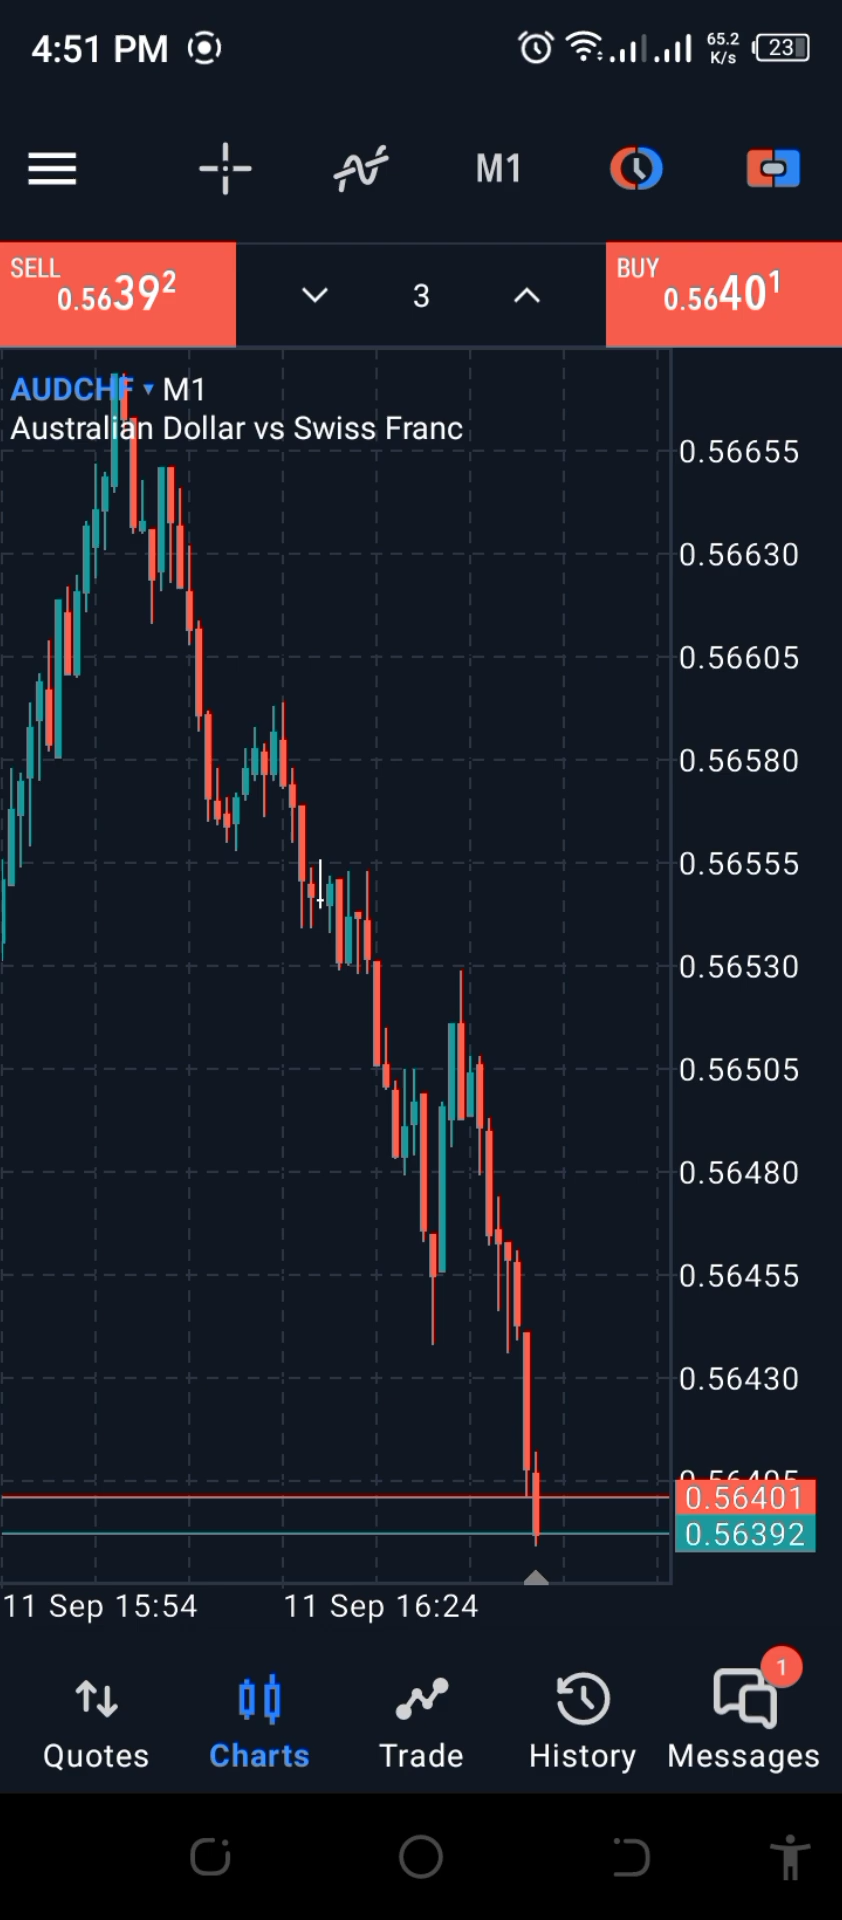 4:51 PM 65.2 K/s 23
M1
SELL 0.56392 3 BUY 0.56401
AUDCHF M1
Australian Dollar vs Swiss Franc
0.56655
0.56630
0.56605
0.56580
0.56555
0.56530
0.56505
0.56480
0.56455
0.56430
0.56405
0.56401
0.56392
11 Sep 15:54 11 Sep 16:24
1
Quotes Charts Trade History Messages